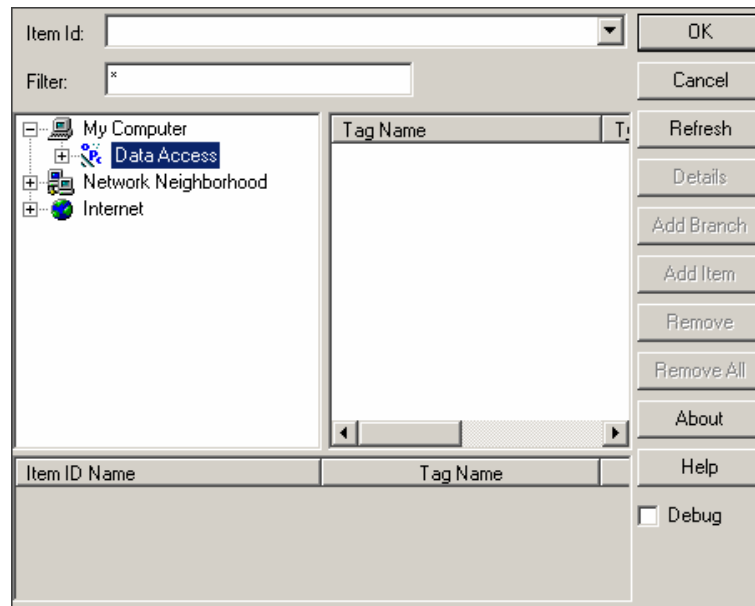 Item Id:
OK
Filter: *
Cancel
My Computer
Data Access
Network Neighborhood
Internet
Tag Name
Refresh
Details
Add Branch
Add Item
Remove
Remove All
About
Item ID Name Tag Name
Help
Debug